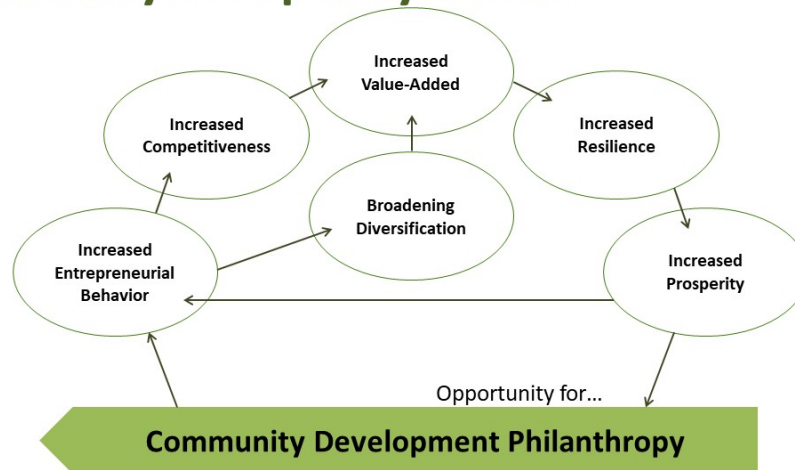 Increased
Value-Added
Increased
Competitiveness
Increased
Resilience
Broadening
Diversification
Increased
Entrepreneurial
Behavior
Increased
Prosperity
Opportunity for...
Community Development Philanthropy